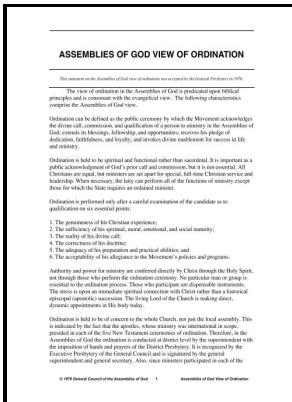 ASSEMBLIES OF GOD VIEW OF ORDINATION
This statement on the Assemblies of God view of ordination was accepted by the General Presbytery in 1976.
The view of ordination in the Assemblies of God is predicated upon biblical
principles and is consonant with the evangelical view. The following characteristics
comprise the Assemblies of God view.
Ordination can be defined as the public ceremony by which the Movement acknowledges
the divine call, commission, and qualification of a person to ministry in the Assemblies of
God; extends its blessings, fellowship, and opportunities; receives his pledge of
dedication, faithfulness, and loyalty; and invokes divine enablement for success in life
and ministry.
Ordination is held to be spiritual and functional rather than sacerdotal. It is important as a
public acknowledgment of God's prior call and commission, but it is not essential. All
Christians are equal, but ministers are set apart for special, full-time Christian service and
leadership. When necessary, the laity can perform all of the functions of ministry except
those for which the State requires an ordained minister.
Ordination is performed only after a careful examination of the candidate as to
qualification on six essential points:
1. The genuineness of his Christian experience;
2. The sufficiency of his spiritual, moral, emotional, and social maturity;
3. The reality of his divine call;
4. The correctness of his doctrine;
5. The adequacy of his preparation and practical abilities; and
6. The acceptability of his allegiance to the Movement's policies and programs.
Authority and power for ministry are conferred directly by Christ through the Holy Spirit,
not through those who perform the ordination ceremony. No particular man or group is
essential to the ordination process. Those who participate are dispensable instruments.
The stress is upon an immediate spiritual connection with Christ rather than a historical
episcopal (apostolic) succession. The living Lord of the Church is making direct,
dynamic appointments in His body today.
Ordination is held to be of concern to the whole Church, not just the local assembly. This
is indicated by the fact that the apostles, whose ministry was international in scope,
presided in each of the five New Testament ceremonies of ordination. Therefore, in the
Assemblies of God the ordination is conducted at district level by the superintendent with
the imposition of hands and prayers of the District Presbytery. It is recognized by the
Executive Presbytery of the General Council and is signatured by the general
superintendent and general secretary. Also, since ministers participated in each of the
© 1976 General Council of the Assemblies of God 1 Assemblies of God View of Ordination